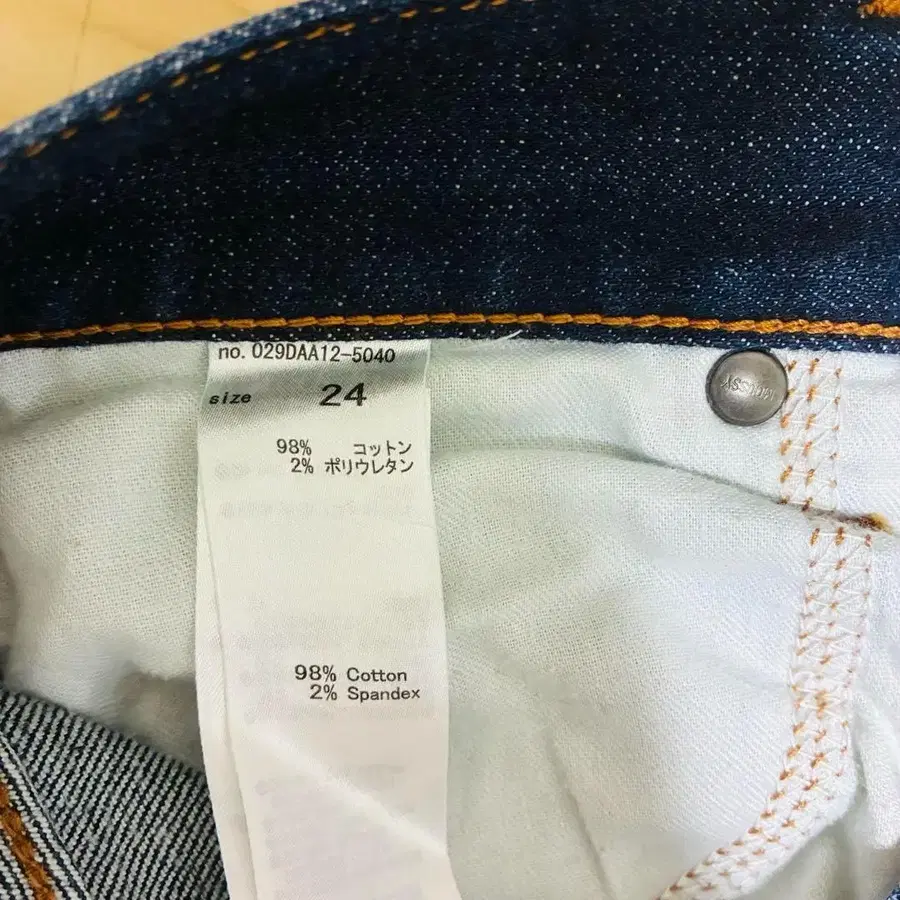 no. 029DAA12-5040
size 24
98% コットン
2% ポリウレタン
98% Cotton
2% Spandex
MOUSSY